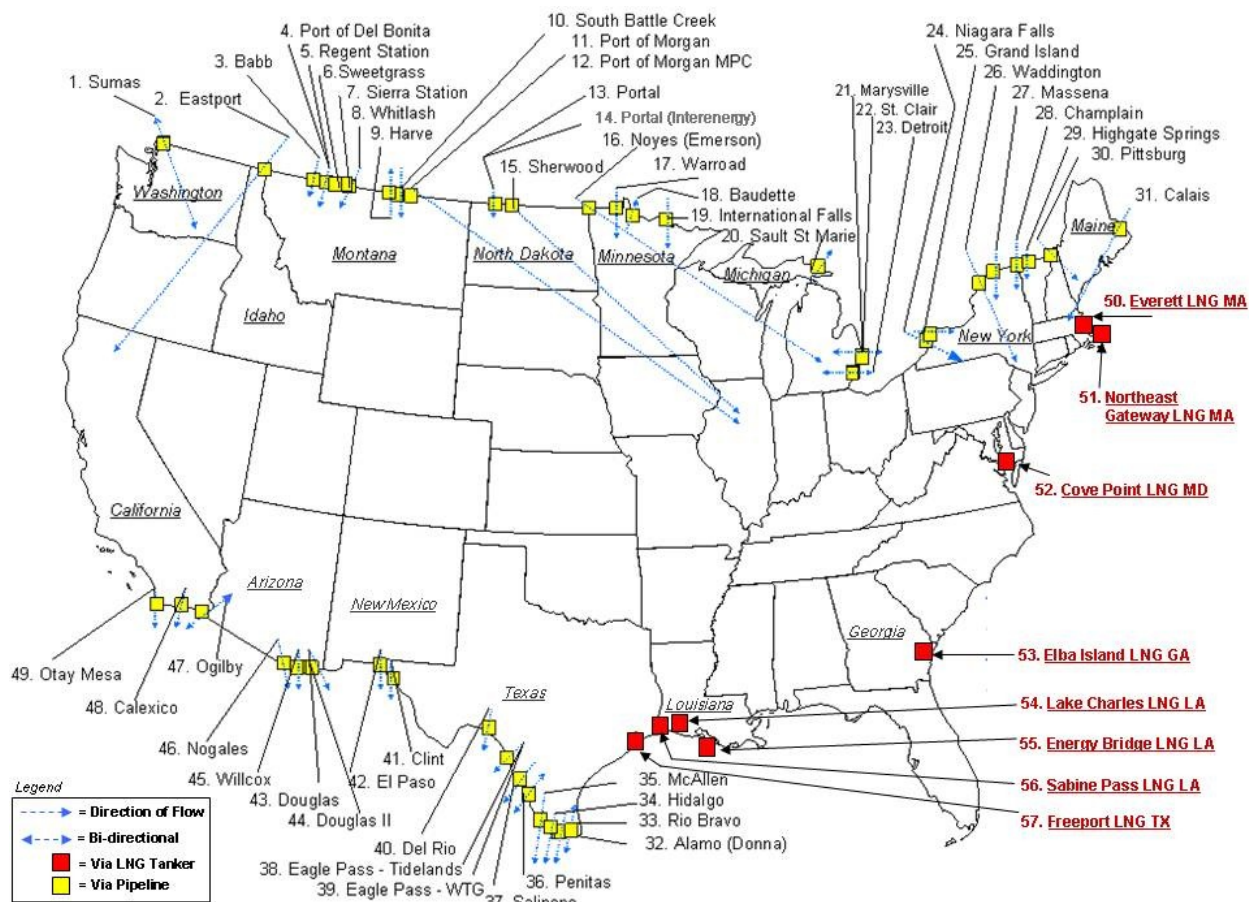 1. Sumas
2. Eastport
3. Babb
4. Port of Del Bonita
5. Regent Station
6. Sweetgrass
7. Sierra Station
8. Whitlash
9. Harve
10. South Battle Creek
11. Port of Morgan
12. Port of Morgan MPC
13. Portal
14. Portal (Interenergy)
15. Sherwood
16. Noyes (Emerson)
17. Warroad
18. Baudette
19. International Falls
20. Sault St Marie
21. Marysville
22. St. Clair
23. Detroit
24. Niagara Falls
25. Grand Island
26. Waddington
27. Massena
28. Champlain
29. Highgate Springs
30. Pittsburg
31. Calais
Washington
Montana
North Dakota
Minnesota
Michigan
Maine
New York
Idaho
California
Arizona
New Mexico
Texas
Louisiana
Georgia
50. Everett LNG MA
51. Northeast
Gateway LNG MA
52. Cove Point LNG MD
53. Elba Island LNG GA
54. Lake Charles LNG LA
55. Energy Bridge LNG LA
56. Sabine Pass LNG LA
57. Freeport LNG TX
49. Otay Mesa
48. Calexico
47. Ogilby
46. Nogales
45. Willcox
43. Douglas
44. Douglas II
42. El Paso
41. Clint
40. Del Rio
38. Eagle Pass - Tidelands
39. Eagle Pass - WTG
36. Penitas
35. McAllen
34. Hidalgo
33. Rio Bravo
32. Alamo (Donna)
Legend
= Direction of Flow
= Bi-directional
= Via LNG Tanker
= Via Pipeline